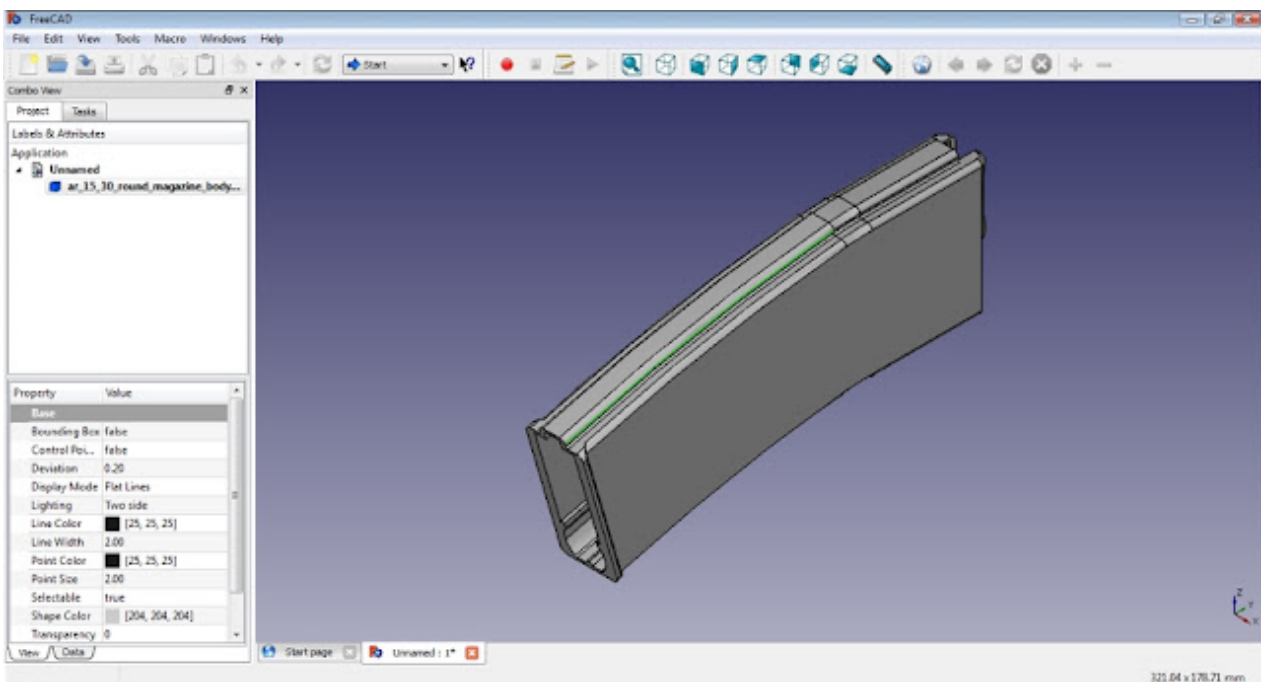 FreeCAD
File Edit View Tools Macro Windows Help
Start
Combo View
Project Tasks
Labels & Attributes
Application
Unnamed
ar_15_30_round_magazine_body...
Property Value
Base
Bounding Box false
Control Poi... false
Deviation 0.20
Display Mode Flat Lines
Lighting Two side
Line Color [25, 25, 25]
Line Width 2.00
Point Color [25, 25, 25]
Point Size 2.00
Selectable true
Shape Color [204, 204, 204]
Transparency 0
View Data
Start page Unnamed : 1*
Z
Y
X
321.04 x 178.71 mm